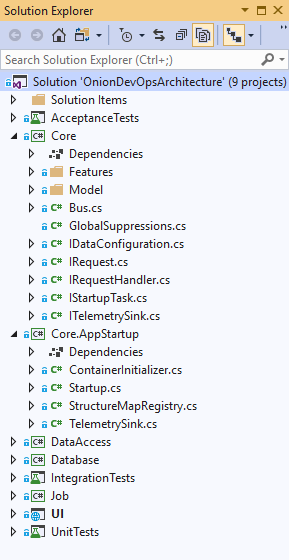 Solution Explorer
Search Solution Explorer (Ctrl+;)
Solution 'OnionDevOpsArchitecture' (9 projects)
Solution Items
AcceptanceTests
C# Core
Dependencies
Features
Model
C# Bus.cs
C# GlobalSuppressions.cs
C# IDataConfiguration.cs
C# IRequest.cs
C# IRequestHandler.cs
C# IStartupTask.cs
C# ITelemetrySink.cs
C# Core.AppStartup
Dependencies
C# ContainerInitializer.cs
C# Startup.cs
C# StructureMapRegistry.cs
C# TelemetrySink.cs
C# DataAccess
C# Database
IntegrationTests
C# Job
UI
UnitTests